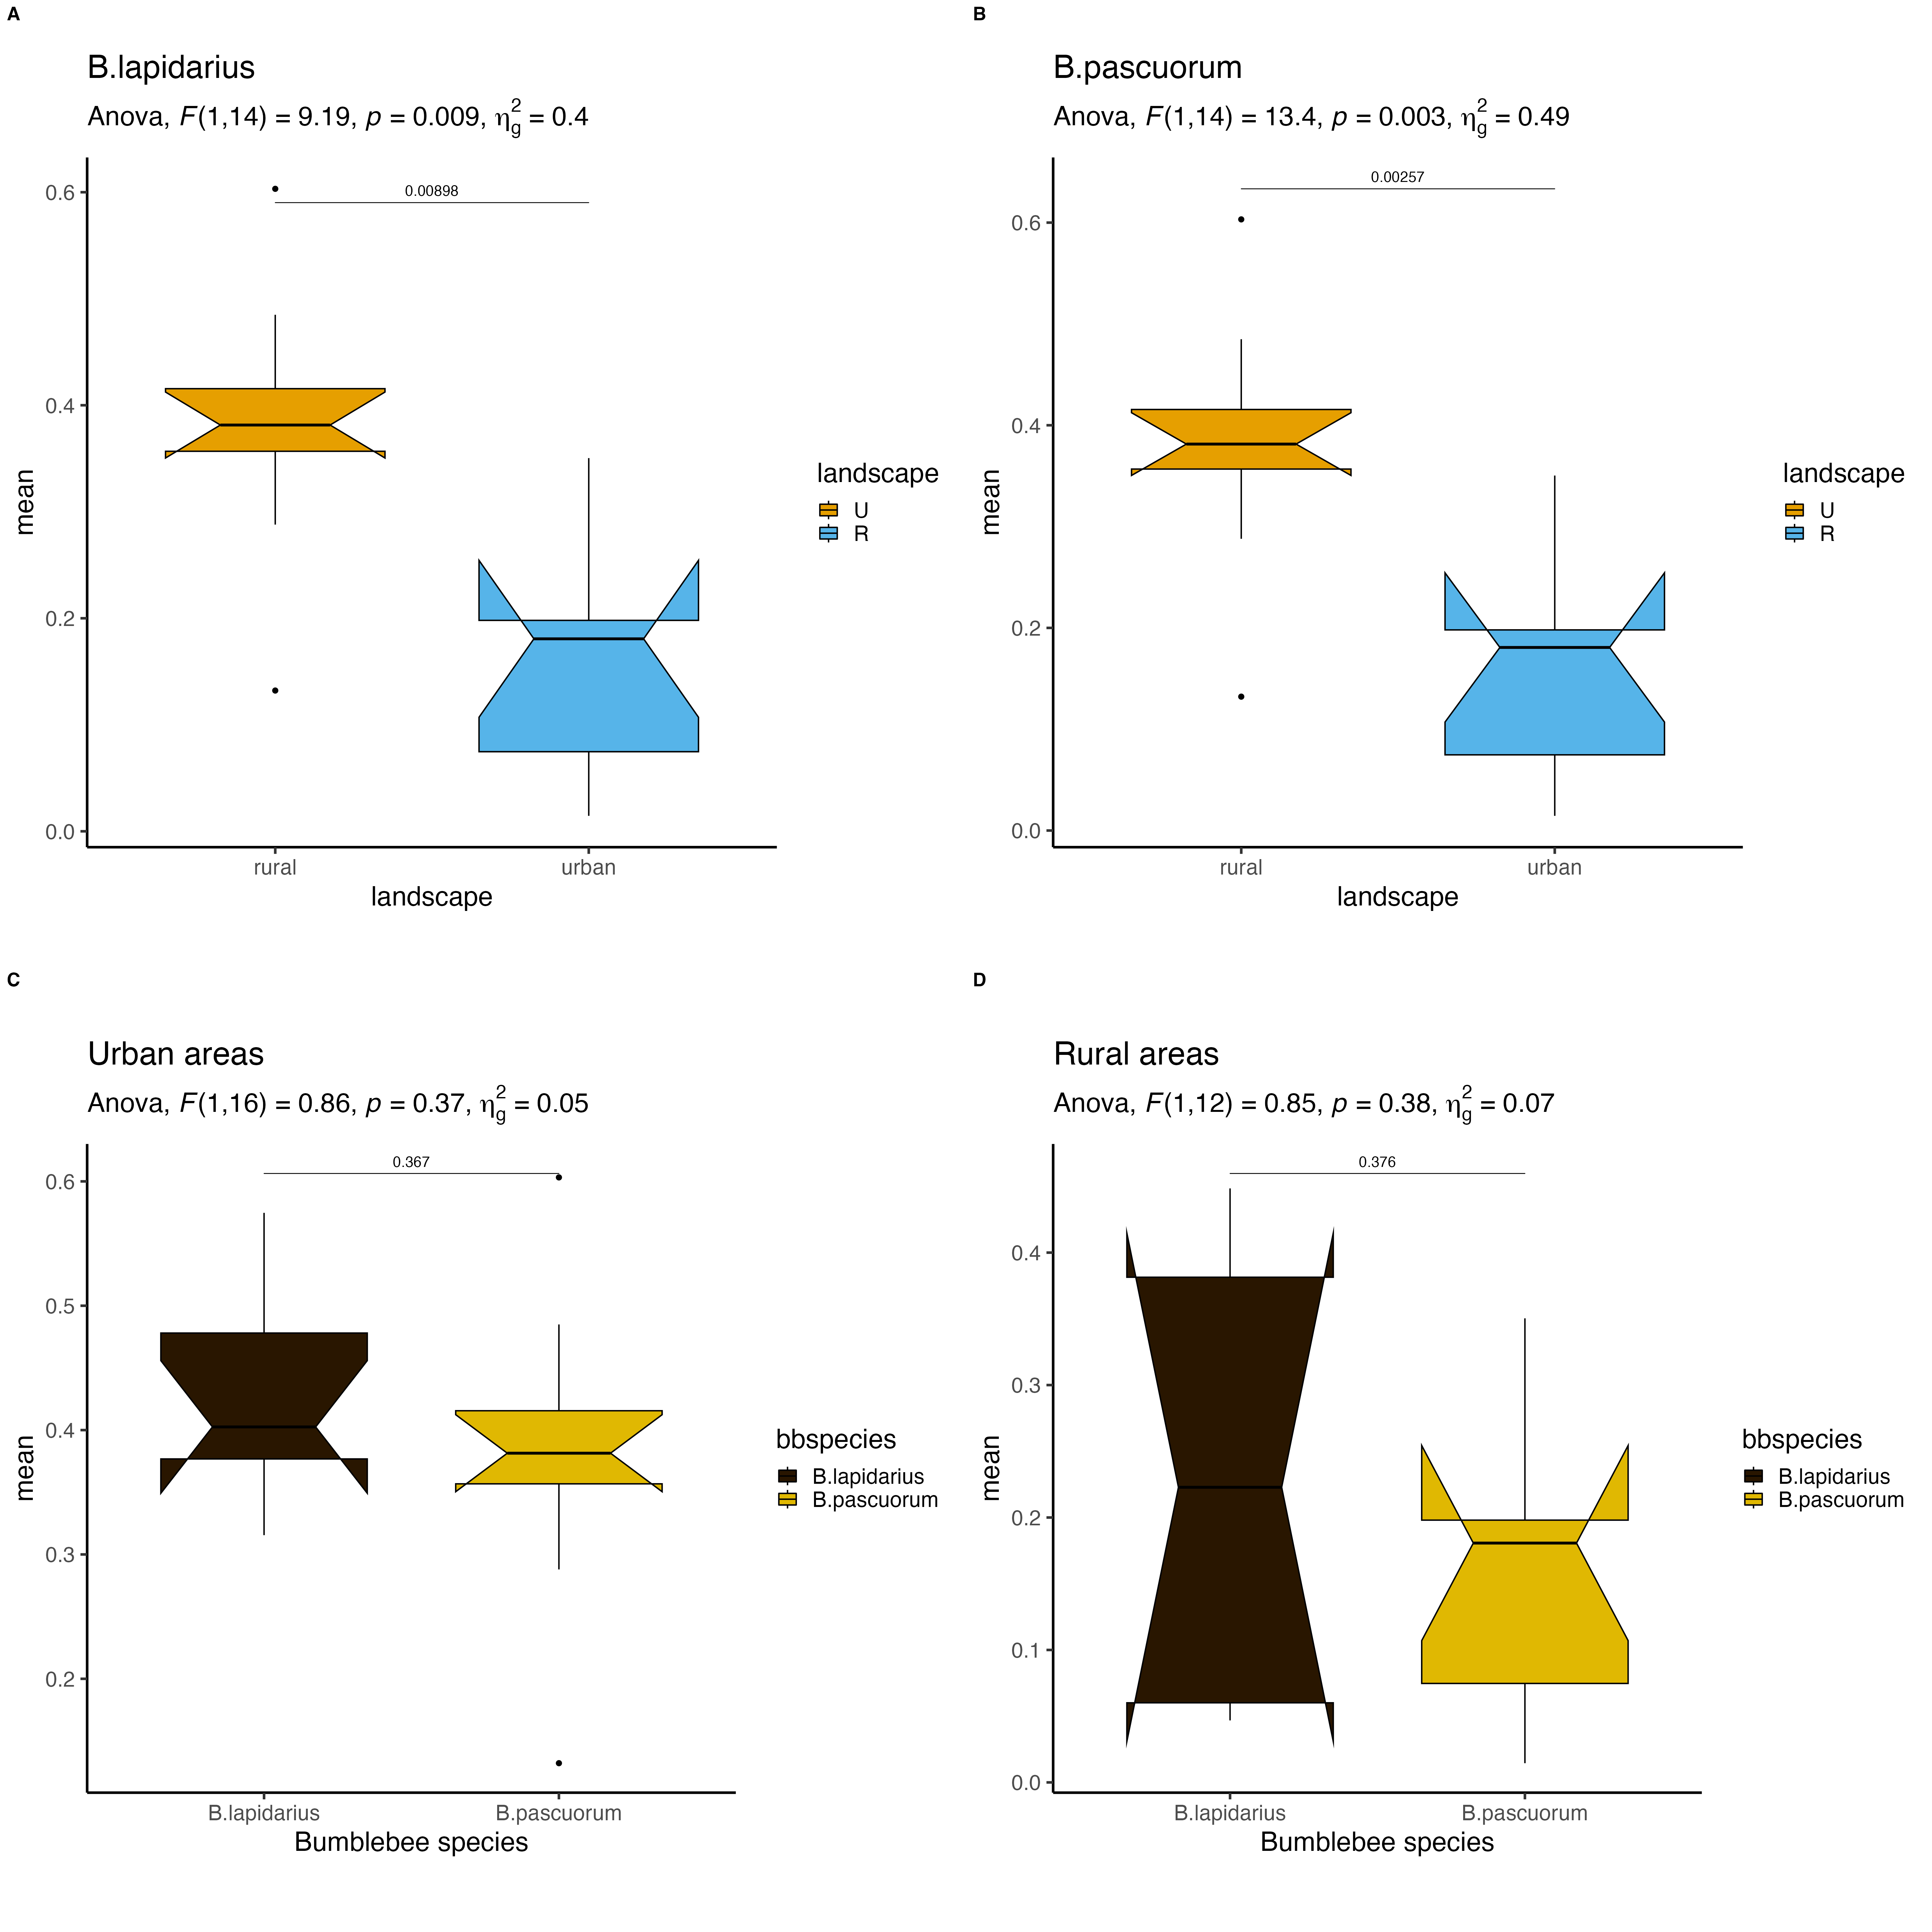 A
B.lapidarius
Anova, F(1,14) = 9.19, p = 0.009, η²g = 0.4
0.00898
0.6
0.4
0.2
0.0
mean
rural urban
landscape
landscape
U
R
B
B.pascuorum
Anova, F(1,14) = 13.4, p = 0.003, η²g = 0.49
0.00257
0.6
0.4
0.2
0.0
mean
rural urban
landscape
landscape
U
R
C
Urban areas
Anova, F(1,16) = 0.86, p = 0.37, η²g = 0.05
0.367
0.6
0.5
0.4
0.3
0.2
mean
B.lapidarius B.pascuorum
Bumblebee species
bbspecies
B.lapidarius
B.pascuorum
D
Rural areas
Anova, F(1,12) = 0.85, p = 0.38, η²g = 0.07
0.376
0.4
0.3
0.2
0.1
0.0
mean
B.lapidarius B.pascuorum
Bumblebee species
bbspecies
B.lapidarius
B.pascuorum